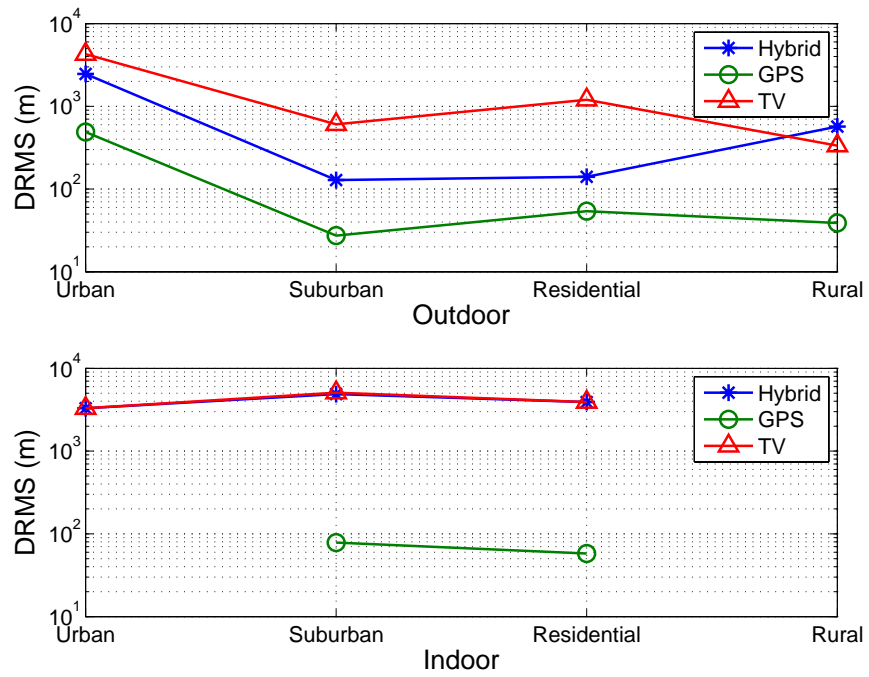 10^4
10^3
10^2
10^1
DRMS (m)
Hybrid
GPS
TV
Urban Suburban Residential Rural
Outdoor
10^4
10^3
10^2
10^1
DRMS (m)
Hybrid
GPS
TV
Urban Suburban Residential Rural
Indoor